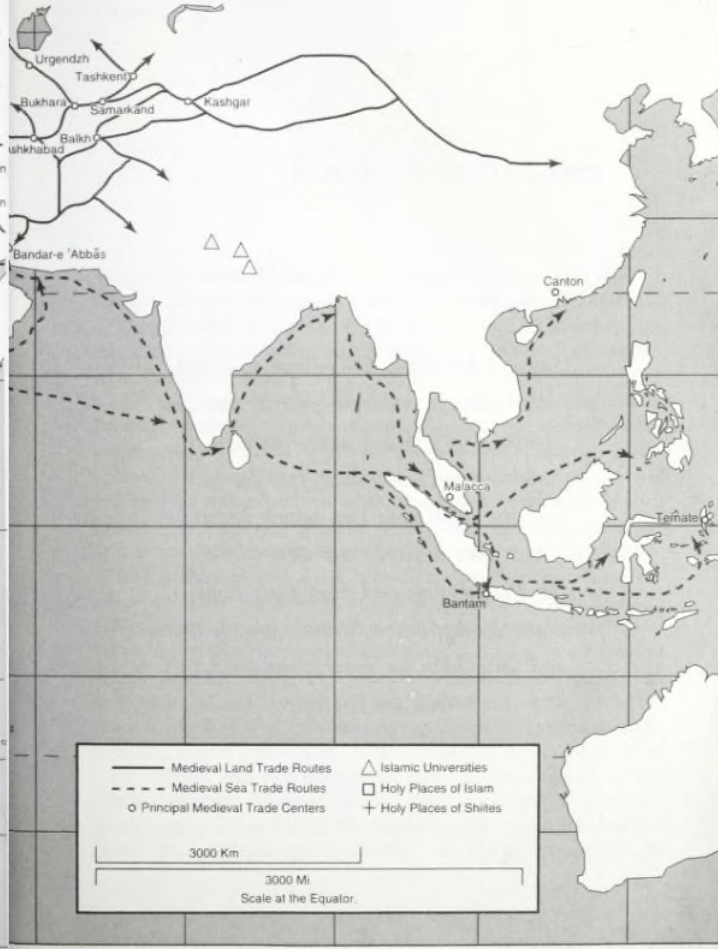 Urgendzh
Tashkent
Bukhara
Samarkand
Kashgar
Balkh
shkhabad
n
n
Bandar-e 'Abbās
Canton
Malacca
Ternate
Bantam
Medieval Land Trade Routes
Islamic Universities
Medieval Sea Trade Routes
Holy Places of Islam
Principal Medieval Trade Centers
Holy Places of Shiites
3000 Km
3000 Mi.
Scale at the Equator.